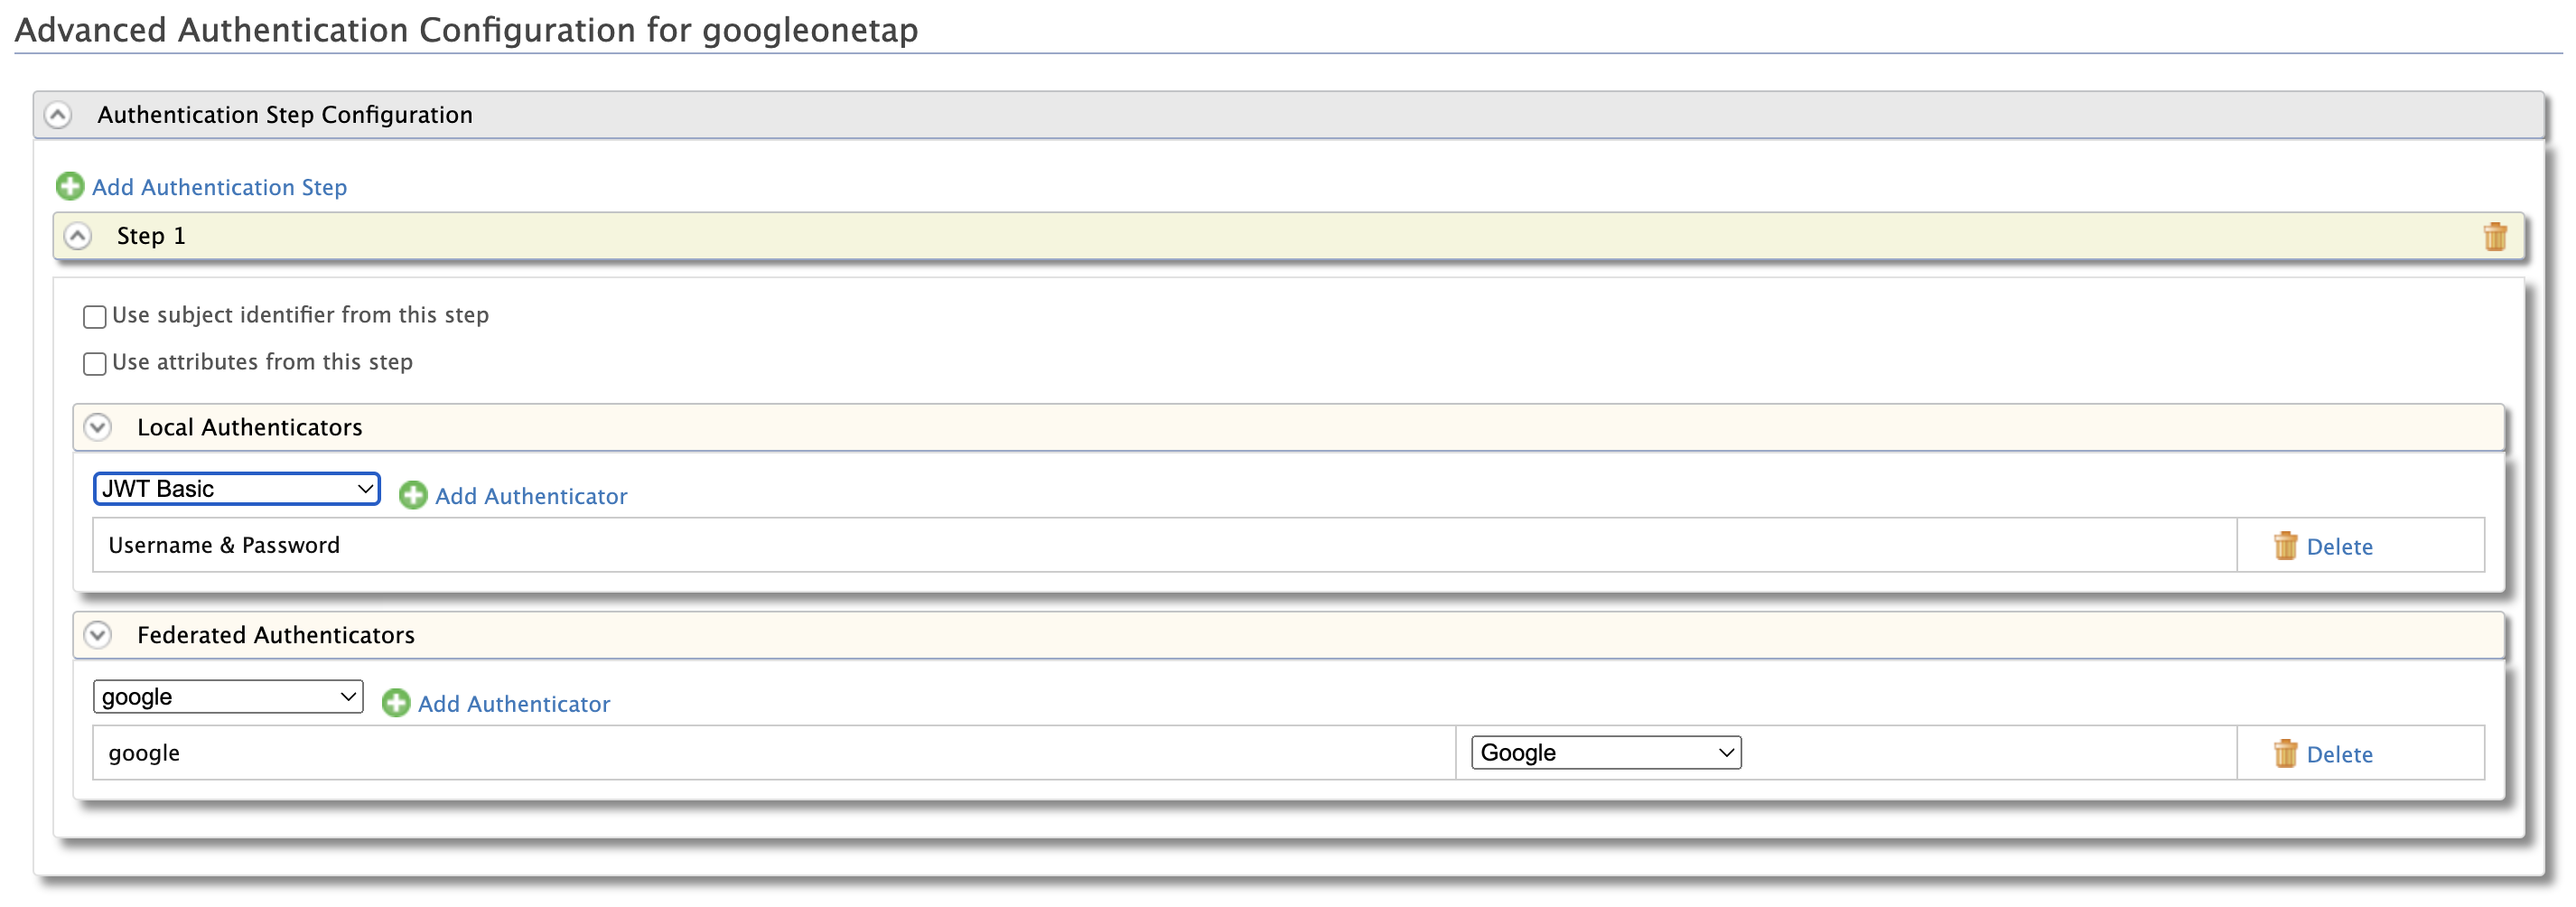 Advanced Authentication Configuration for googleonetap
Authentication Step Configuration
Add Authentication Step
Step 1
Use subject identifier from this step
Use attributes from this step
Local Authenticators
JWT Basic Add Authenticator
Username & Password Delete
Federated Authenticators
google Add Authenticator
google Google Delete